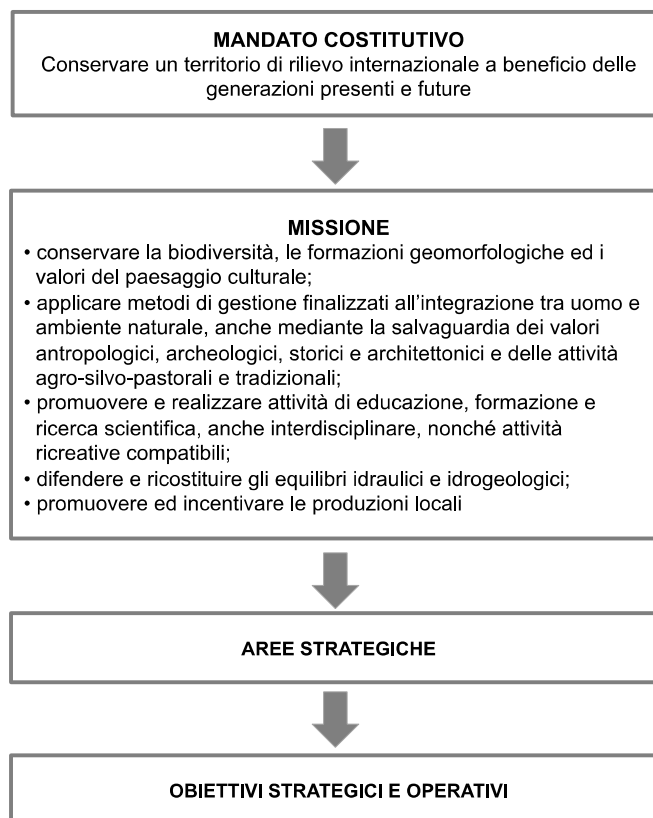 MANDATO COSTITUTIVO
Conservare un territorio di rilievo internazionale a beneficio delle
generazioni presenti e future
MISSIONE
• conservare la biodiversità, le formazioni geomorfologiche ed i
valori del paesaggio culturale;
• applicare metodi di gestione finalizzati all'integrazione tra uomo e
ambiente naturale, anche mediante la salvaguardia dei valori
antropologici, archeologici, storici e architettonici e delle attività
agro-silvo-pastorali e tradizionali;
• promuovere e realizzare attività di educazione, formazione e
ricerca scientifica, anche interdisciplinare, nonché attività
ricreative compatibili;
• difendere e ricostituire gli equilibri idraulici e idrogeologici;
• promuovere ed incentivare le produzioni locali
AREE STRATEGICHE
OBIETTIVI STRATEGICI E OPERATIVI